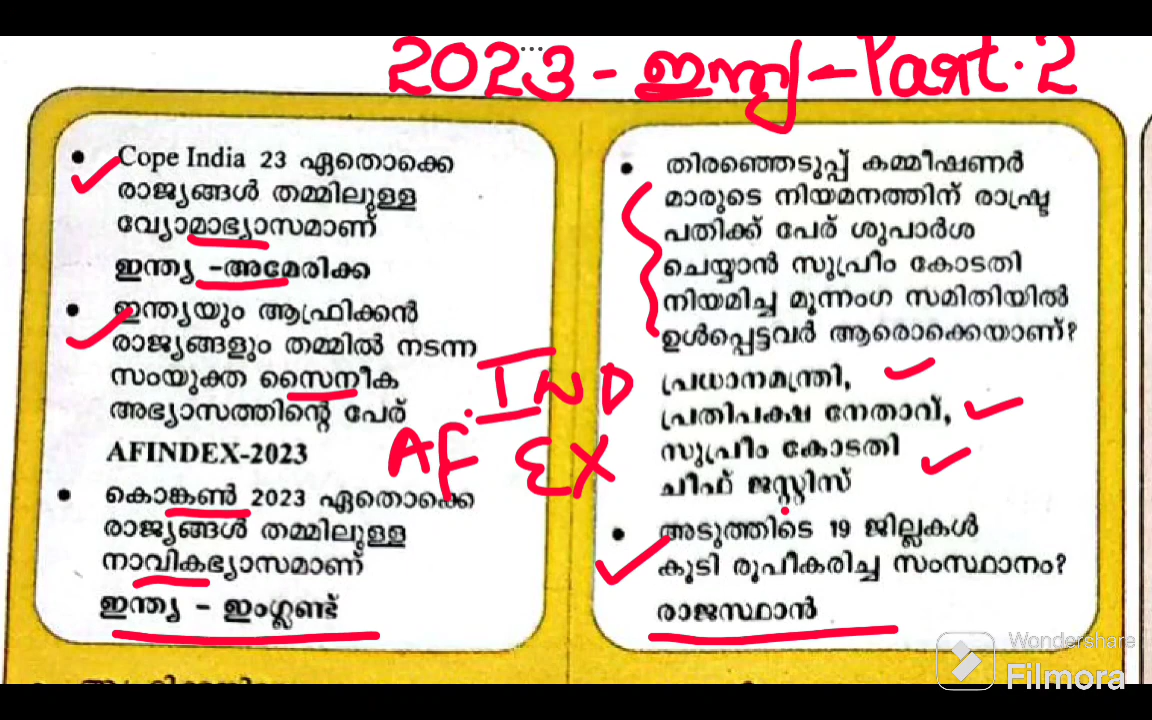 2023 - ഇന്ത്യ - Part. 2
• Cope India 23 ഏതൊക്കെ
രാജ്യങ്ങൾ തമ്മിലുള്ള
വ്യോമാഭ്യാസമാണ്
ഇന്ത്യ -അമേരിക്ക
• ഇന്ത്യയും ആഫ്രിക്കൻ
രാജ്യങ്ങളും തമ്മിൽ നടന്ന
സംയുക്ത സൈനീക
അഭ്യാസത്തിന്റെ പേര്
AFINDEX-2023
• കൊങ്കൺ 2023 ഏതൊക്കെ
രാജ്യങ്ങൾ തമ്മിലുള്ള
നാവികഭ്യാസമാണ്
ഇന്ത്യ - ഇംഗ്ലണ്ട്
IND
AF EX
• തിരഞ്ഞെടുപ്പ് കമ്മീഷണർ
മാരുടെ നിയമനത്തിന് രാഷ്ട്ര
പതിക്ക് പേര് ശുപാർശ
ചെയ്യാൻ സുപ്രീം കോടതി
നിയമിച്ച മൂന്നംഗ സമിതിയിൽ
ഉൾപ്പെട്ടവർ ആരൊക്കെയാണ്?
പ്രധാനമന്ത്രി,
പ്രതിപക്ഷ നേതാവ്,
സുപ്രീം കോടതി
ചീഫ് ജസ്റ്റിസ്
• അടുത്തിടെ 19 ജില്ലകൾ
കൂടി രൂപീകരിച്ച സംസ്ഥാനം?
രാജസ്ഥാൻ
Wondershare
Filmora